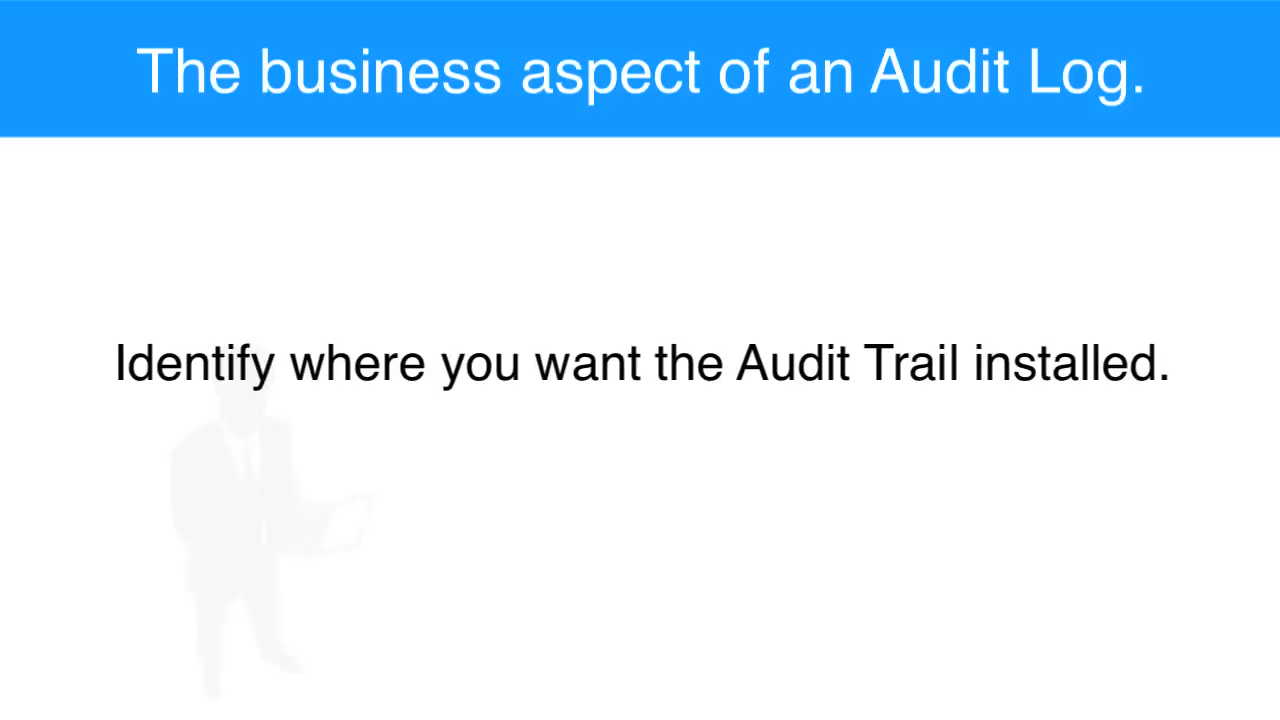 The business aspect of an Audit Log.
Identify where you want the Audit Trail installed.